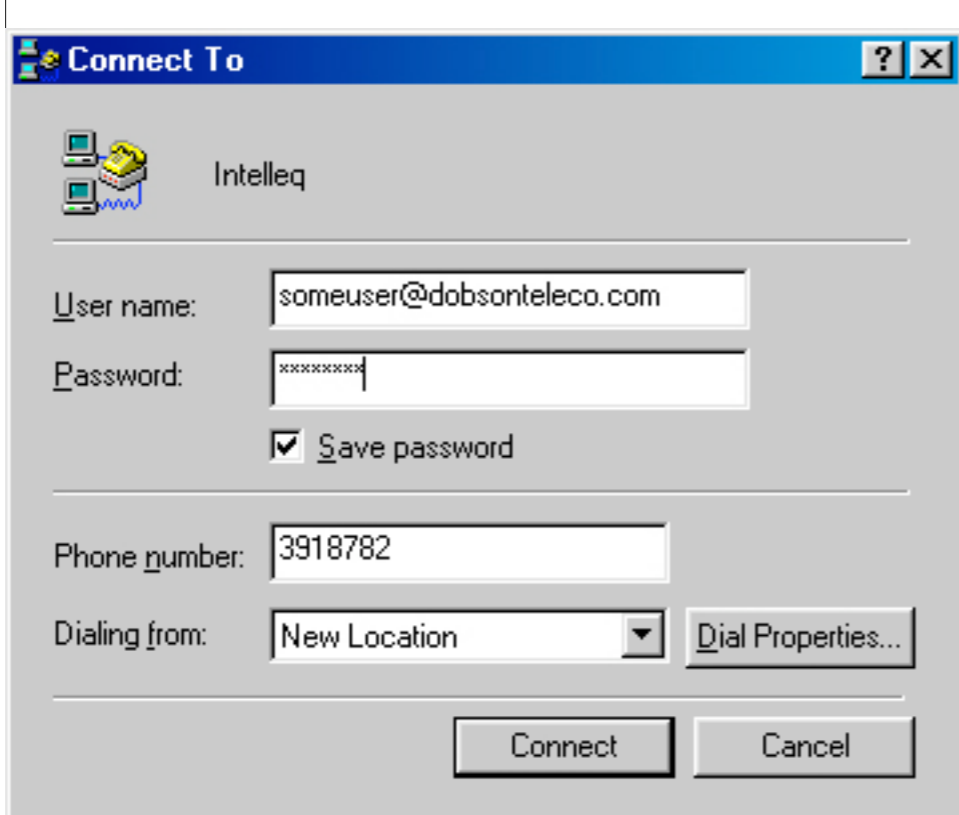 Connect To
Intelleq
User name: someuser@dobsonteleco.com
Password: ********
Save password
Phone number: 3918782
Dialing from: New Location Dial Properties...
Connect Cancel